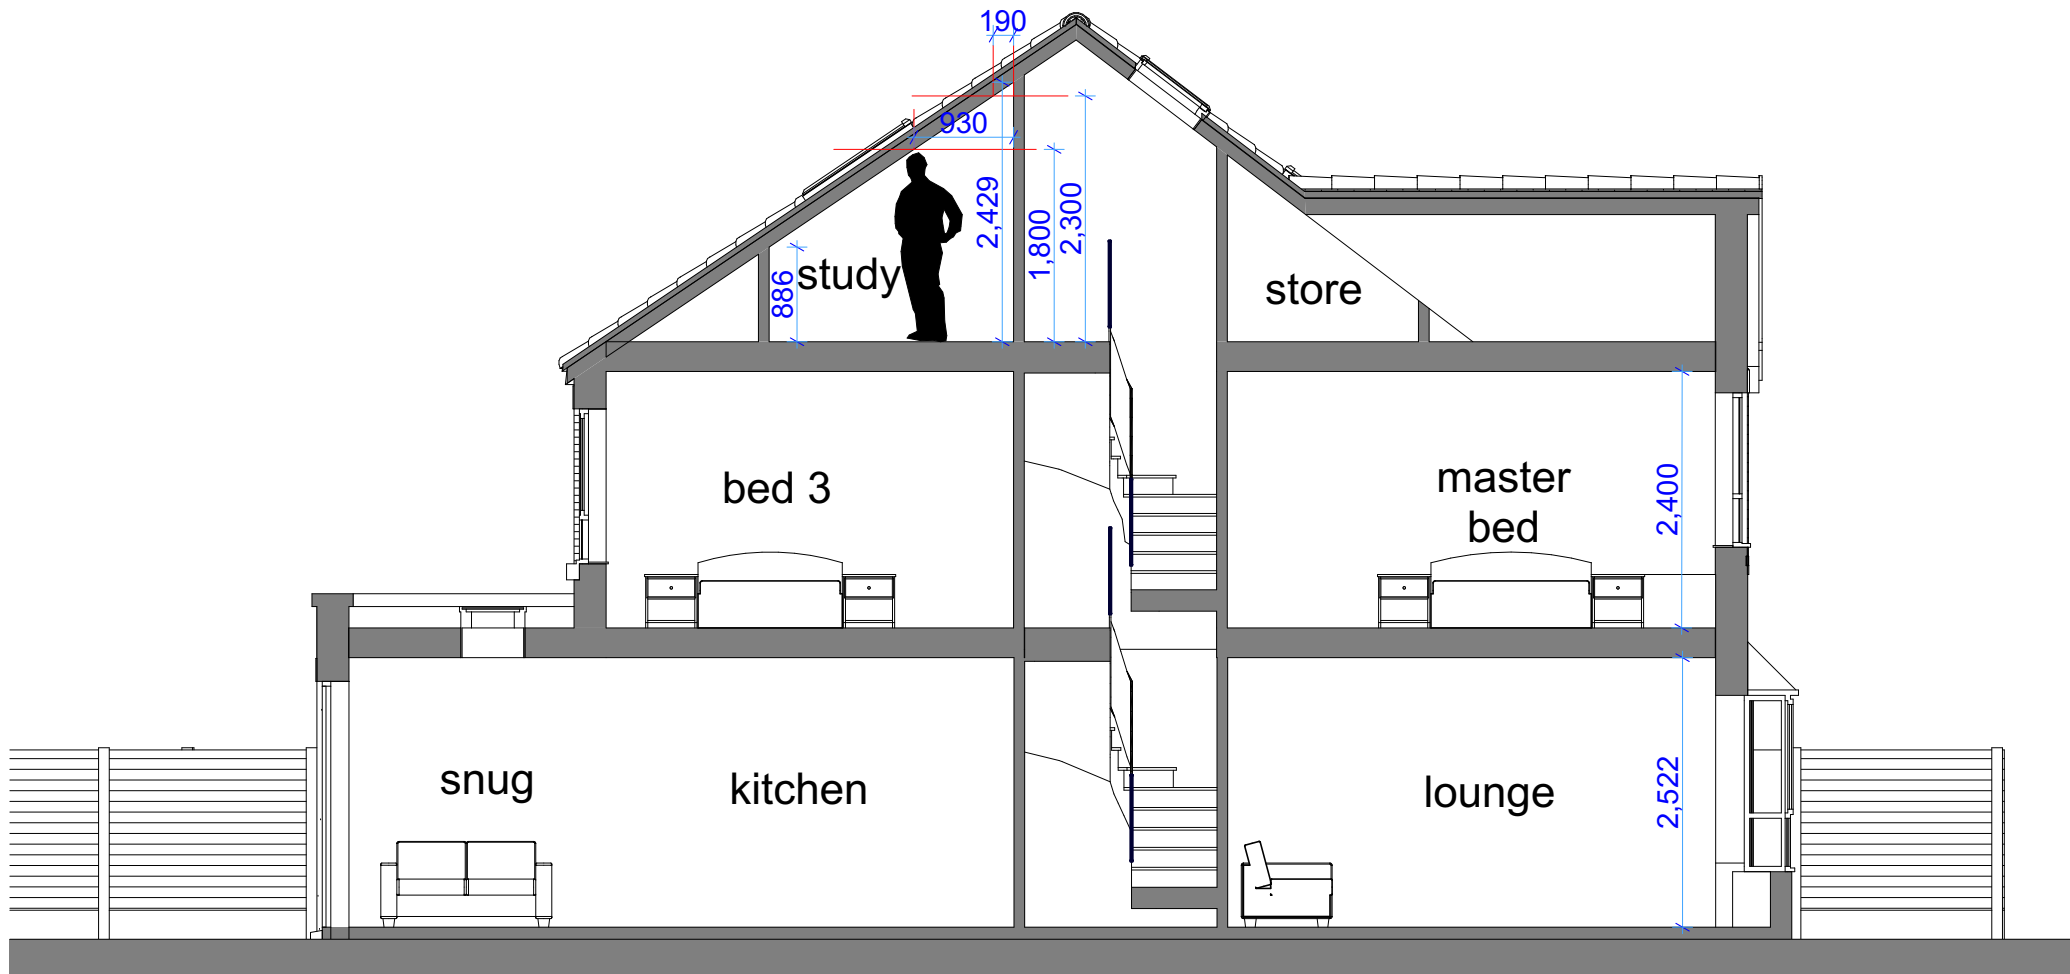 190
930
2,429
1,800
2,300
886
study
store
bed 3
master
bed
2,400
snug
kitchen
lounge
2,522